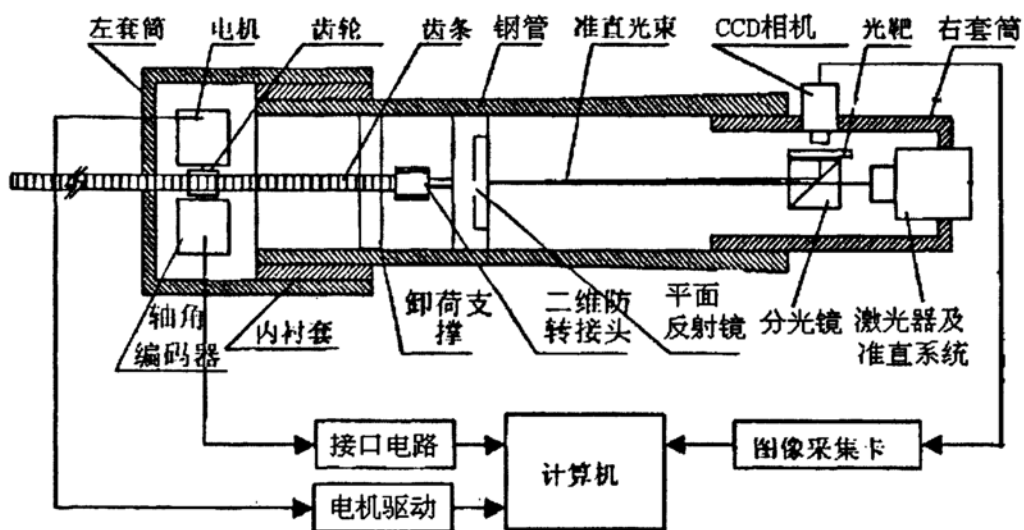 左套筒
电机
齿轮
齿条
钢管
准直光束
CCD相机
光靶
右套筒
轴角
编码器
内衬套
卸荷支
撑
二维防
转接头
平面
反射镜
分光镜
激光器及
准直系统
接口电路
计算机
图像采集卡
电机驱动